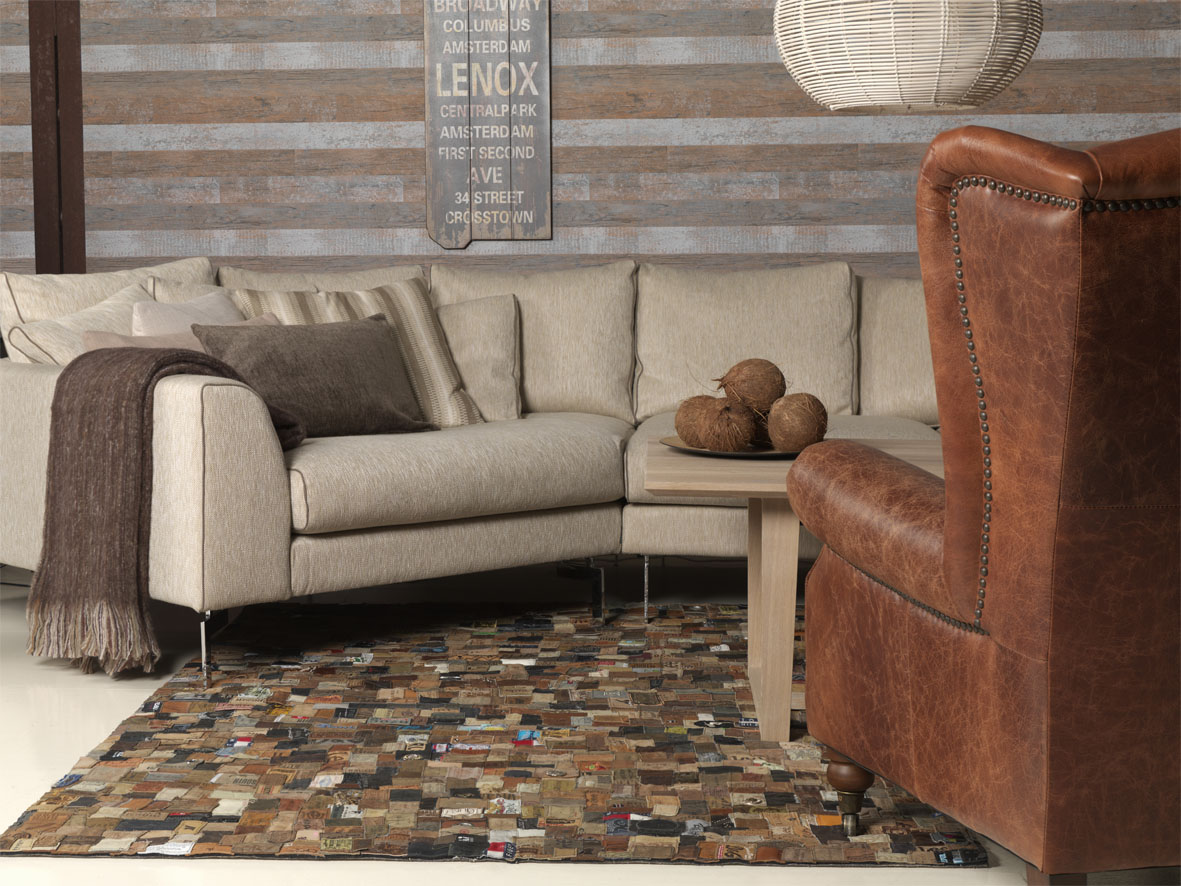 BROADWAY
COLUMBUS
AMSTERDAM
LENOX
CENTRALPARK
AMSTERDAM
FIRST SECOND
AVE
34 STREET
CROSSTOWN